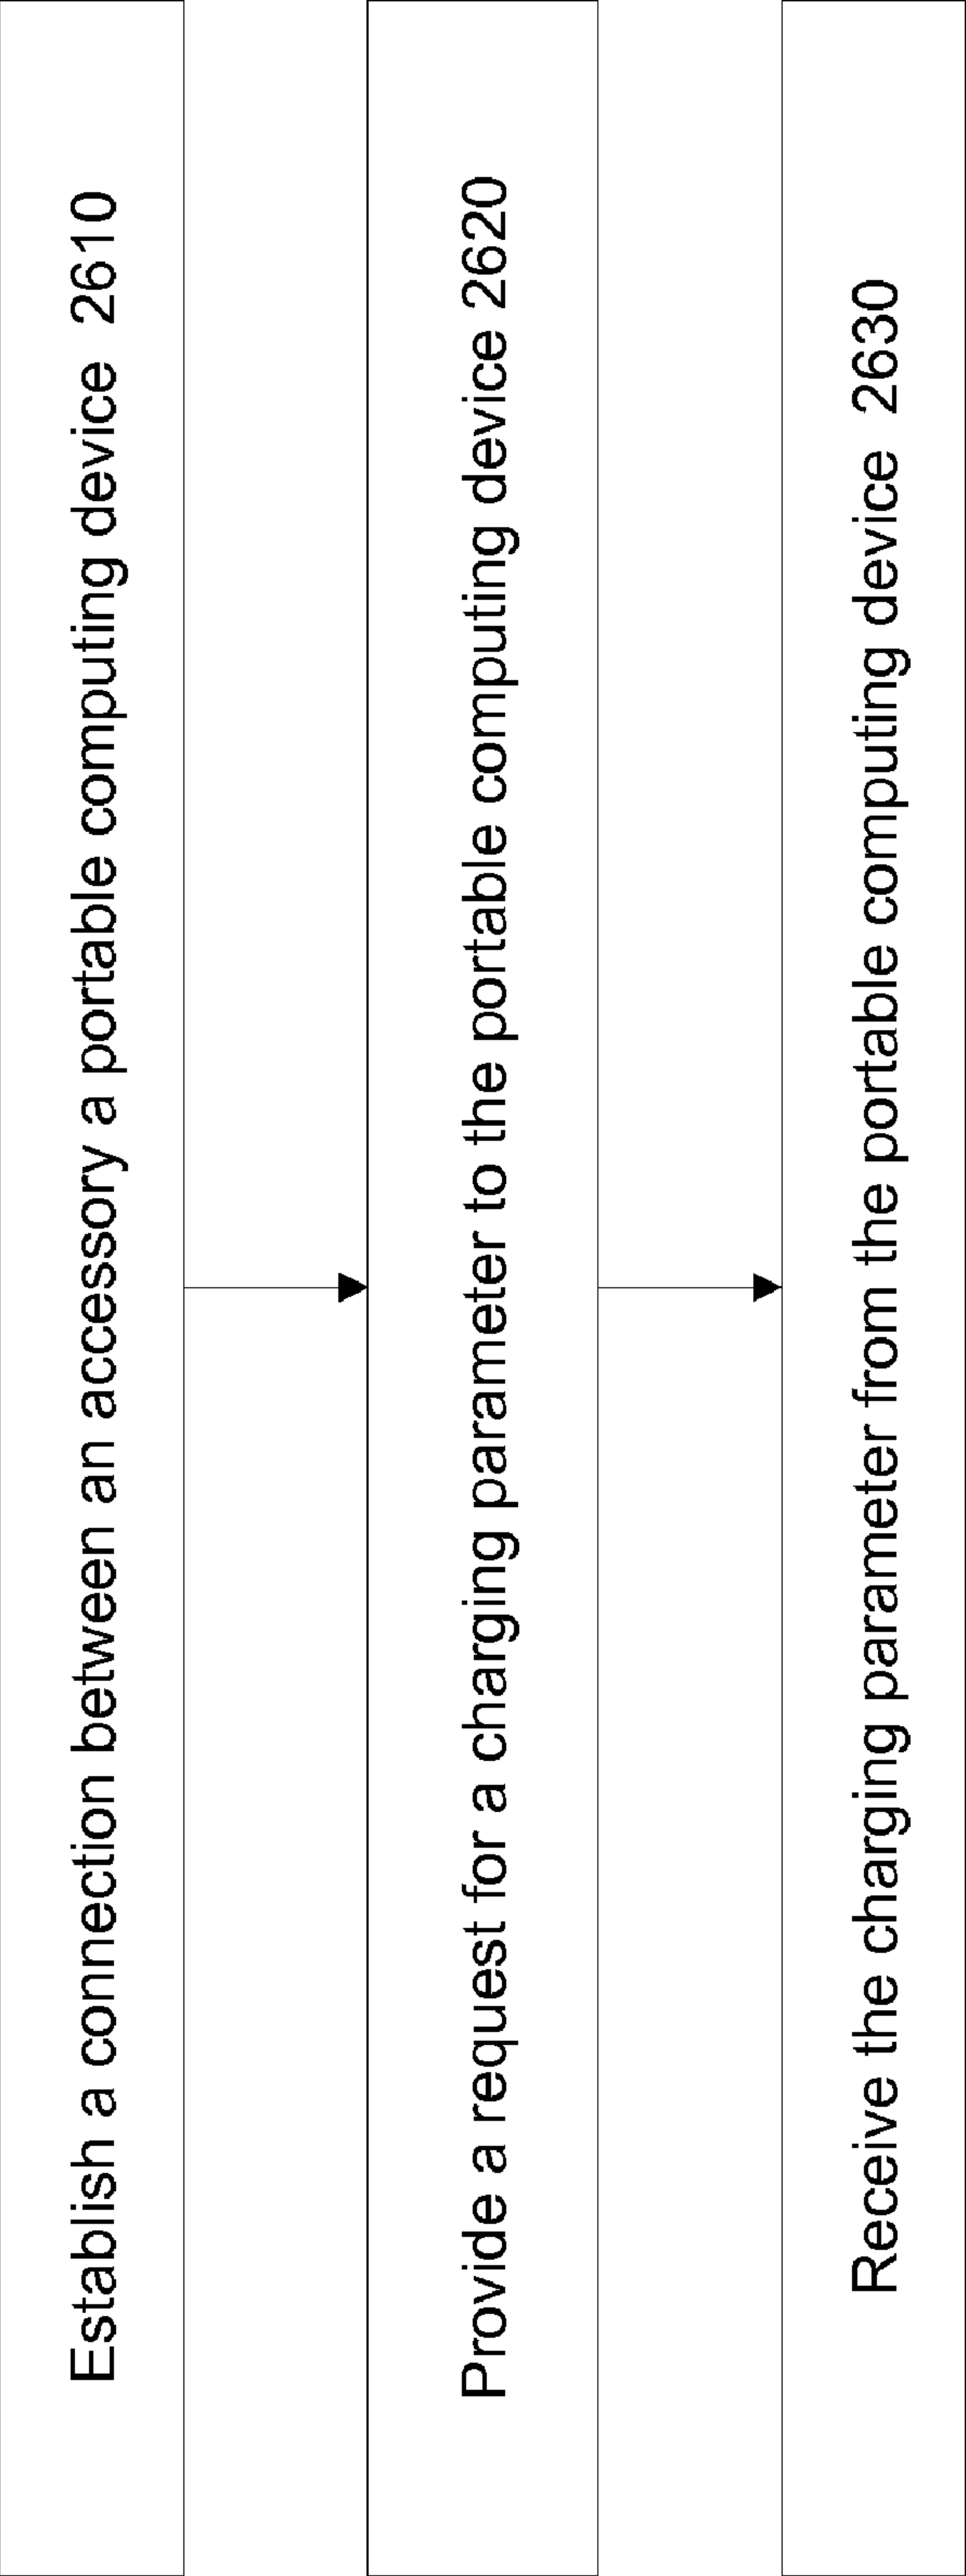 Establish a connection between an accessory a portable computing device 2610
Provide a request for a charging parameter to the portable computing device 2620
Receive the charging parameter from the portable computing device 2630